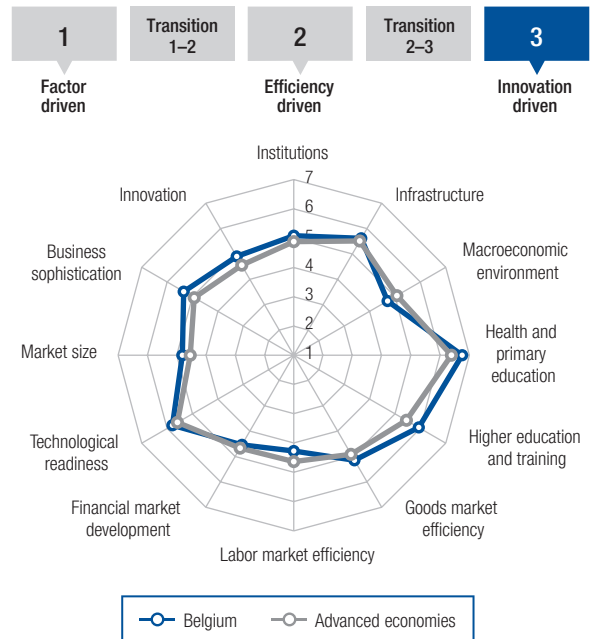 1
Transition
1–2
2
Transition
2–3
3
Factor
driven
Efficiency
driven
Innovation
driven
Institutions
7
Innovation
Infrastructure
6
5
Business
sophistication
Macroeconomic
environment
4
3
2
Market size
1
Health and
primary
education
Technological
readiness
Higher education
and training
Financial market
development
Goods market
efficiency
Labor market efficiency
Belgium
Advanced economies